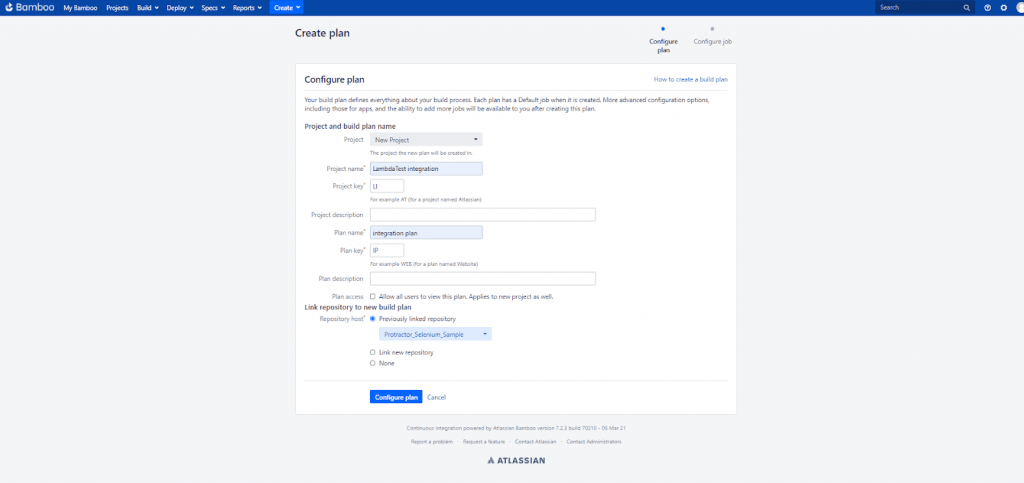 Bamboo My Bamboo Projects Build Deploy Specs Reports Create Search
Create plan
Configure plan
Configure job
Configure plan
How to create a build plan
Your build plan defines everything about your build process. Each plan has a Default job when it is created. More advanced configuration options,
including those for apps, and the ability to add more jobs will be available to you after creating this plan.
Project and build plan name
Project New Project
The project the new plan will be created in.
Project name* LambdaTest integration
Project key* LI
For example AT (for a project named Atlassian)
Project description
Plan name* integration plan
Plan key* IP
For example WEB (for a plan named Website)
Plan description
Plan access Allow all users to view this plan. Applies to new project as well.
Link repository to new build plan
Repository host* Previously linked repository
Protractor_Selenium_Sample
Link new repository
None
Configure plan Cancel
Continuous integration powered by Atlassian Bamboo version 7.2.3 build 70210 - 05 Mar 21
Report a problem · Request a feature · Contact Atlassian · Contact Administrators
ATLASSIAN